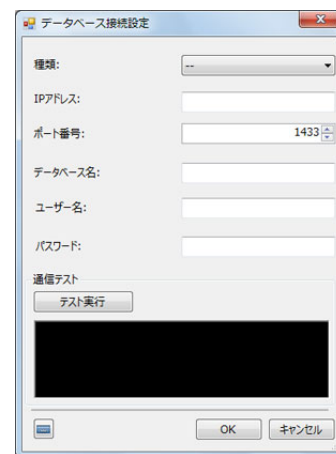 データベース接続設定
種類:
--
IPアドレス:
ポート番号:
1433
データベース名:
ユーザー名:
パスワード:
通信テスト
テスト実行
OK
キャンセル